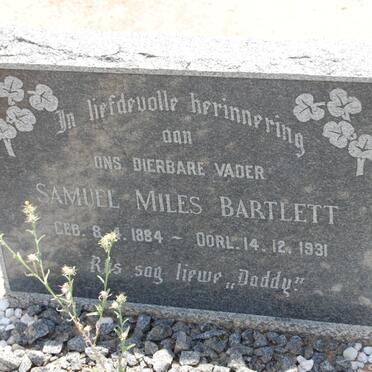 In liefdevolle herinnering
aan
ONS DIERBARE VADER
SAMUEL MILES BARTLETT
GEB. 8. 1884 – OORL. 14. 12. 1931
Rus sag liewe „Daddy"